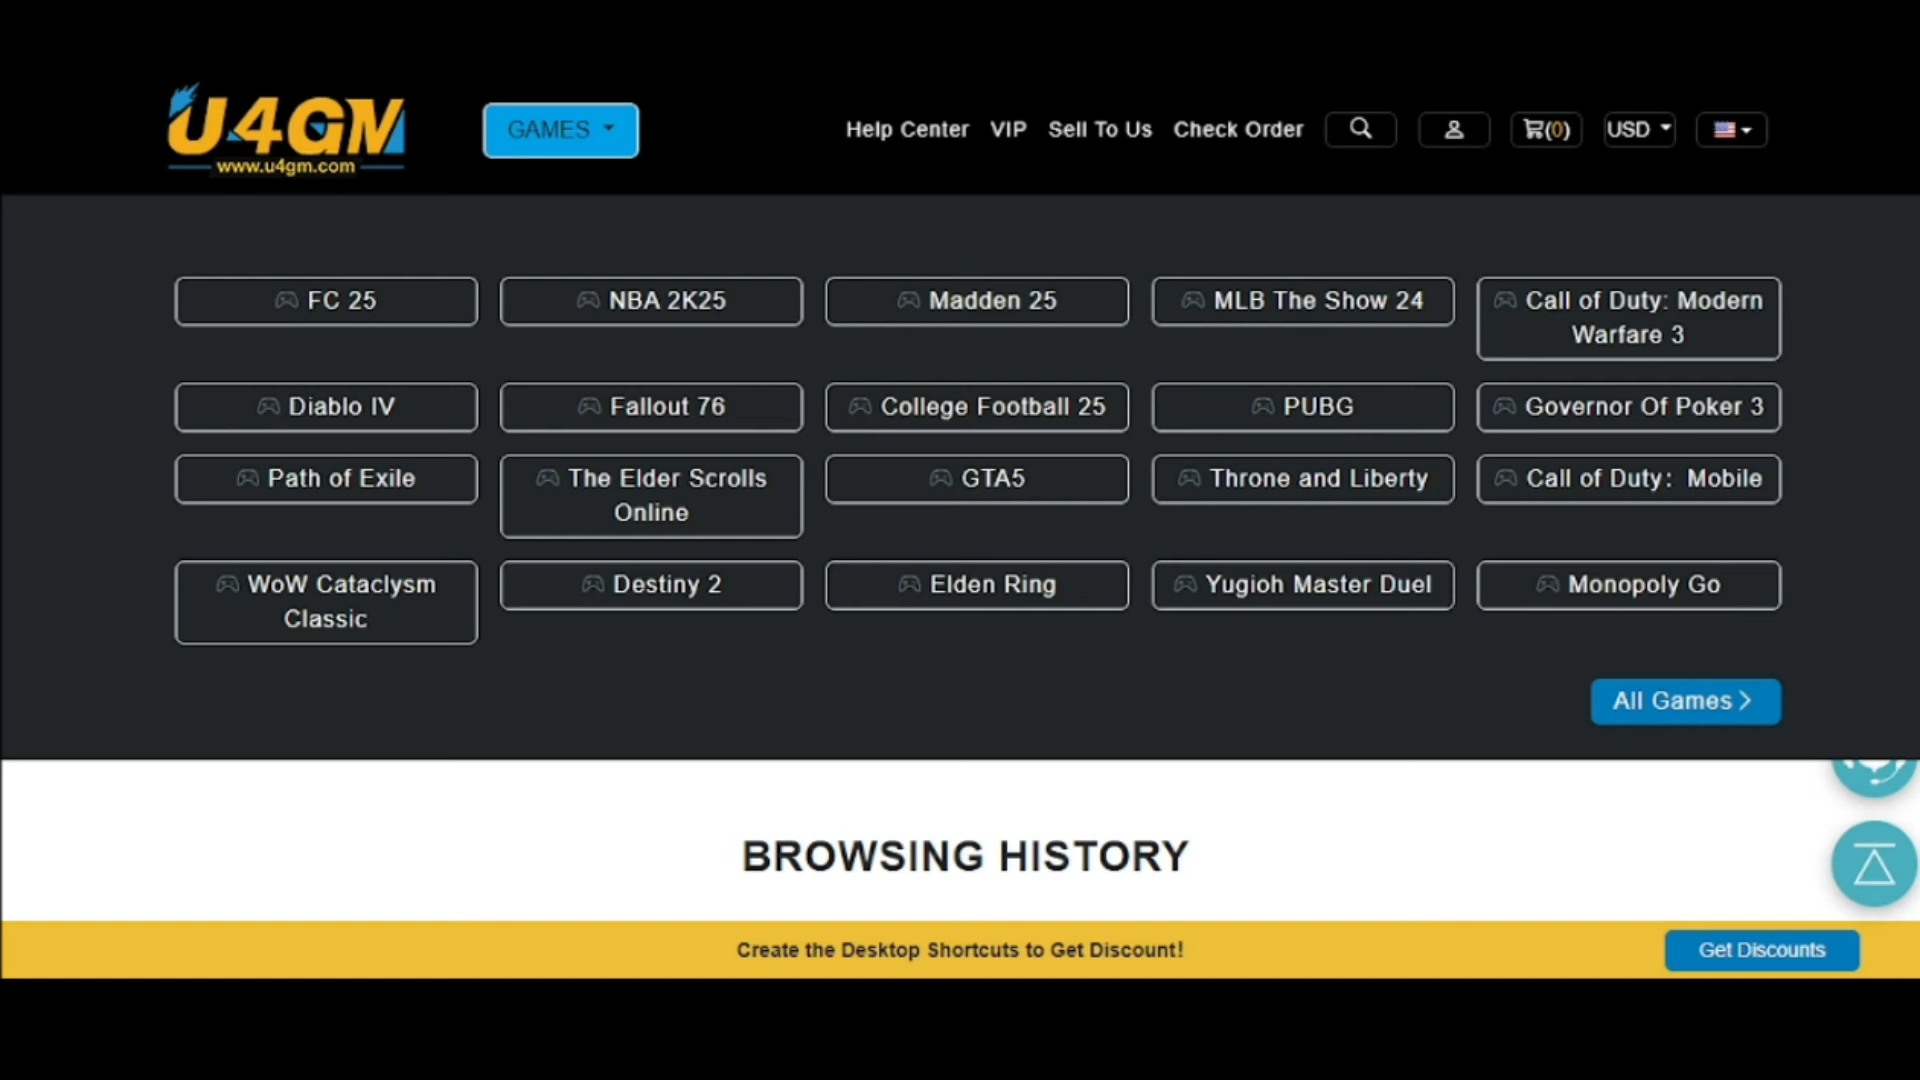 U4GM
www.u4gm.com
GAMES
Help Center VIP Sell To Us Check Order (0) USD
FC 25 NBA 2K25 Madden 25 MLB The Show 24 Call of Duty: Modern
Warfare 3
Diablo IV Fallout 76 College Football 25 PUBG Governor Of Poker 3
Path of Exile The Elder Scrolls GTA5 Throne and Liberty Call of Duty: Mobile
Online
WoW Cataclysm Destiny 2 Elden Ring Yugioh Master Duel Monopoly Go
Classic
All Games
BROWSING HISTORY
Create the Desktop Shortcuts to Get Discount! Get Discounts